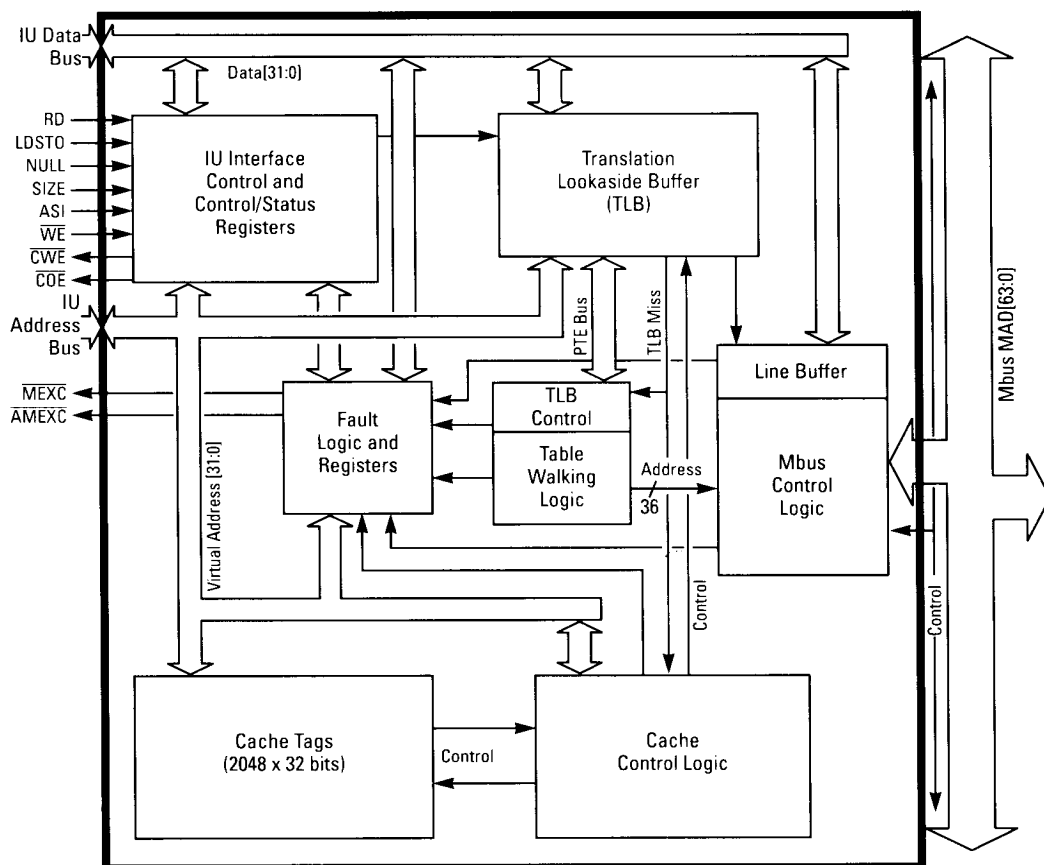 IU Data
Bus
Data[31:0]
RD
LDSTO
NULL
SIZE
ASI
WE
CWE
COE
IU
Address
Bus
MEXC
AMEXC
IU Interface
Control and
Control/Status
Registers
Translation
Lookaside Buffer
(TLB)
PTE Bus
TLB Miss
Line Buffer
Mbus
Control
Logic
Fault
Logic and
Registers
TLB
Control
Table
Walking
Logic
Address
36
Virtual Address [31:0]
Control
Control
Mbus MAD[63:0]
Cache Tags
(2048 x 32 bits)
Control
Cache
Control Logic